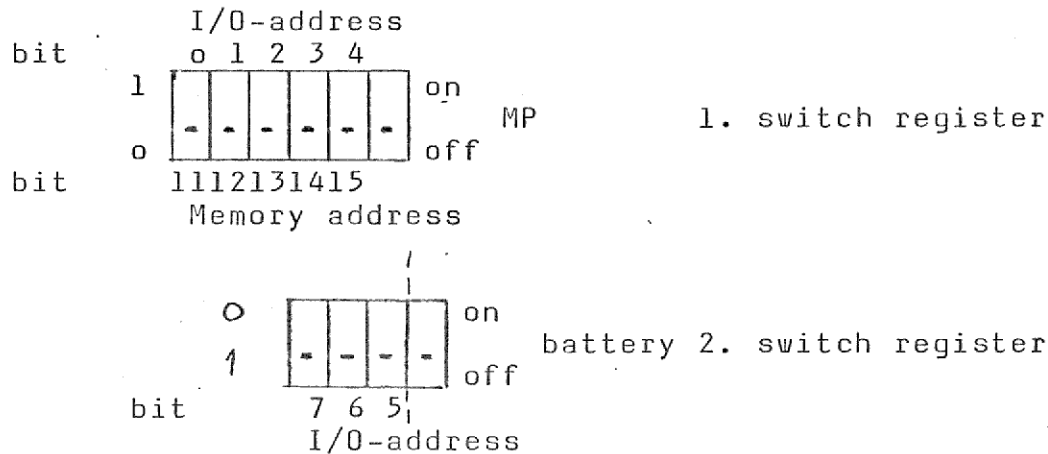 I/O-address
bit o 1 2 3 4
1 on
MP 1. switch register
o off
bit 1112131415
Memory address
0 on
battery 2. switch register
1 off
bit 7 6 5
I/O-address